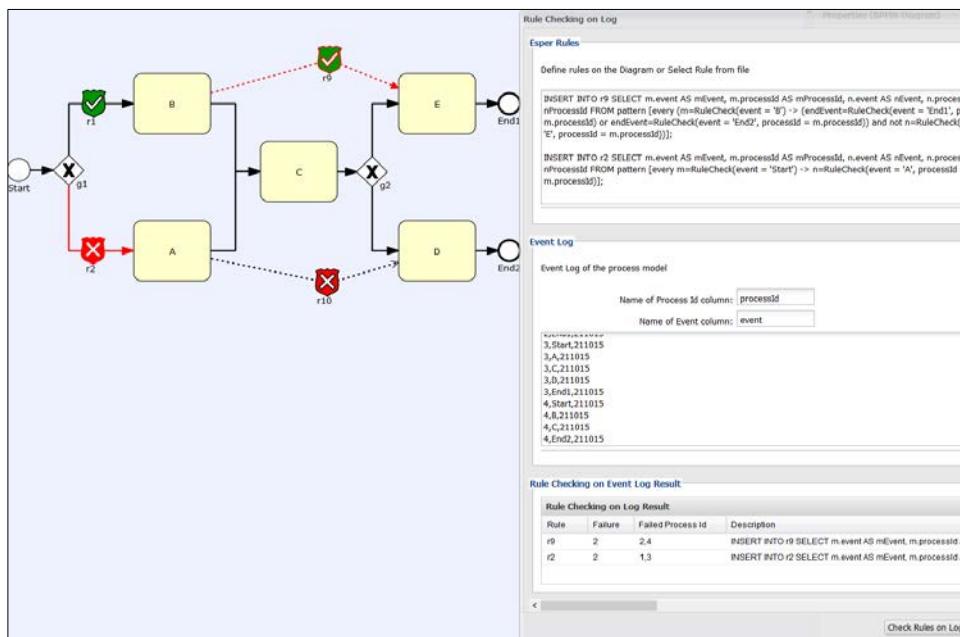 B
r9
E
r1
End1
C
g1
g2
Start
A
D
r2
r10
End2
Properties (BPMN Diagram)
Rule Checking on Log
Esper Rules
Define rules on the Diagram or Select Rule from file
INSERT INTO r9 SELECT m.event AS mEvent, m.processId AS mProcessId, n.event AS nEvent, n.proces
nProcessId FROM pattern [every (m=RuleCheck(event = 'B') -> (endEvent=RuleCheck(event = 'End1', p
m.processId) or endEvent=RuleCheck(event = 'End2', processId = m.processId)) and not n=RuleCheck(
'E', processId = m.processId))];
INSERT INTO r2 SELECT m.event AS mEvent, m.processId AS mProcessId, n.event AS nEvent, n.proces
nProcessId FROM pattern [every m=RuleCheck(event = 'Start') -> n=RuleCheck(event = 'A', processId
m.processId)];
Event Log
Event Log of the process model
Name of Process Id column: processId
Name of Event column: event
3,Start,211015
3,A,211015
3,C,211015
3,D,211015
3,End1,211015
4,Start,211015
4,B,211015
4,C,211015
4,End2,211015
Rule Checking on Event Log Result
Rule Checking on Log Result
Rule Failure Failed Process Id Description
r9 2 2,4 INSERT INTO r9 SELECT m.event AS mEvent, m.processId
r2 2 1,3 INSERT INTO r2 SELECT m.event AS mEvent, m.processId
Check Rules on Log